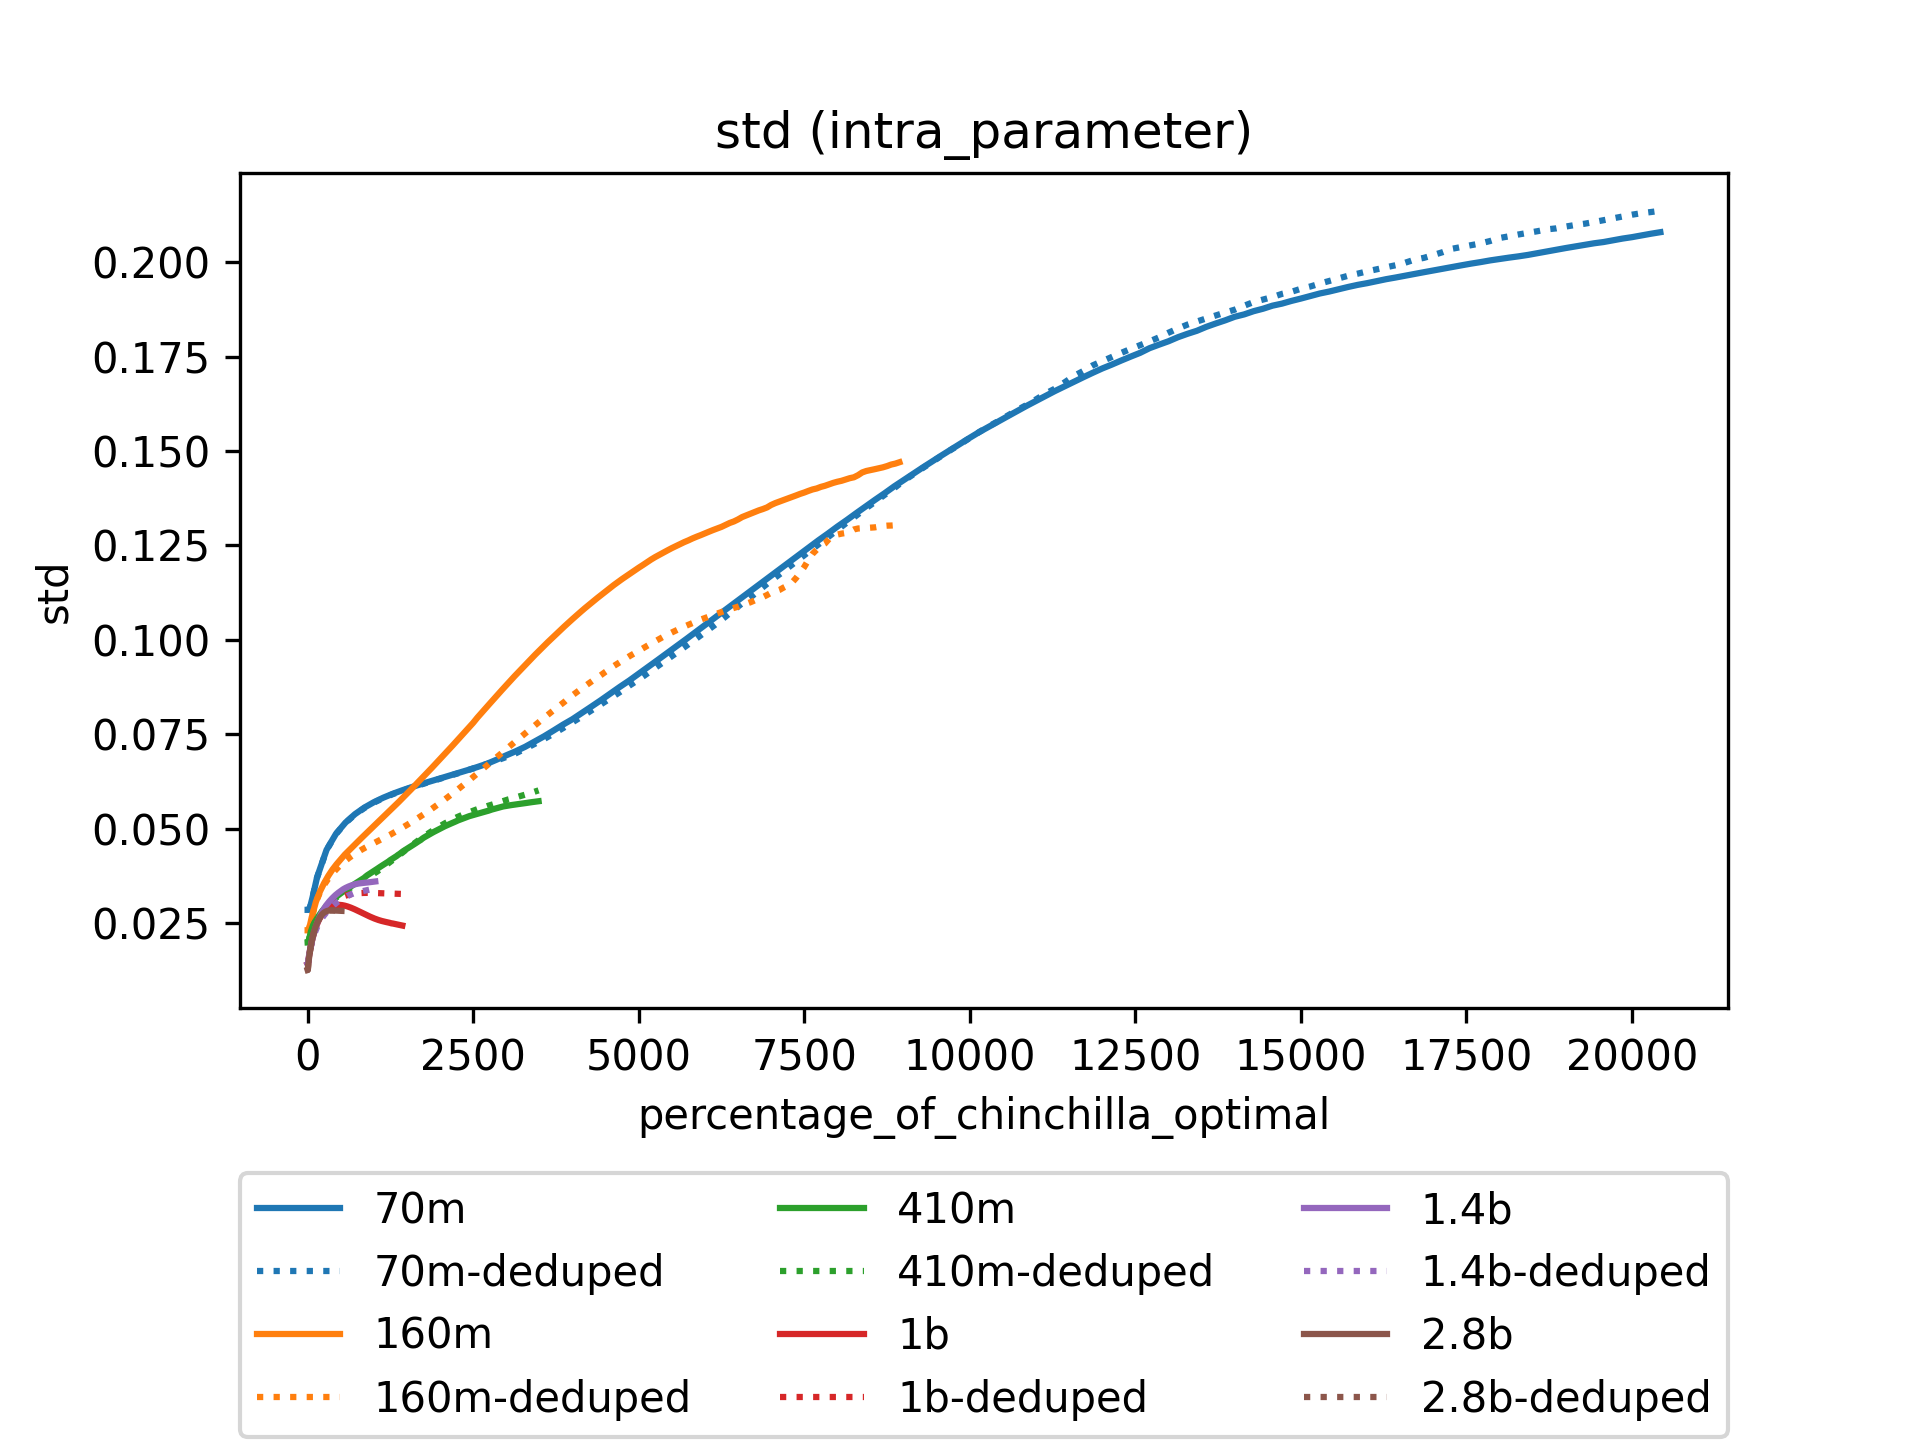 std (intra_parameter)
0.200
0.175
0.150
0.125
0.100
0.075
0.050
0.025
std
0 2500 5000 7500 10000 12500 15000 17500 20000
percentage_of_chinchilla_optimal
70m 410m 1.4b
70m-deduped 410m-deduped 1.4b-deduped
160m 1b 2.8b
160m-deduped 1b-deduped 2.8b-deduped